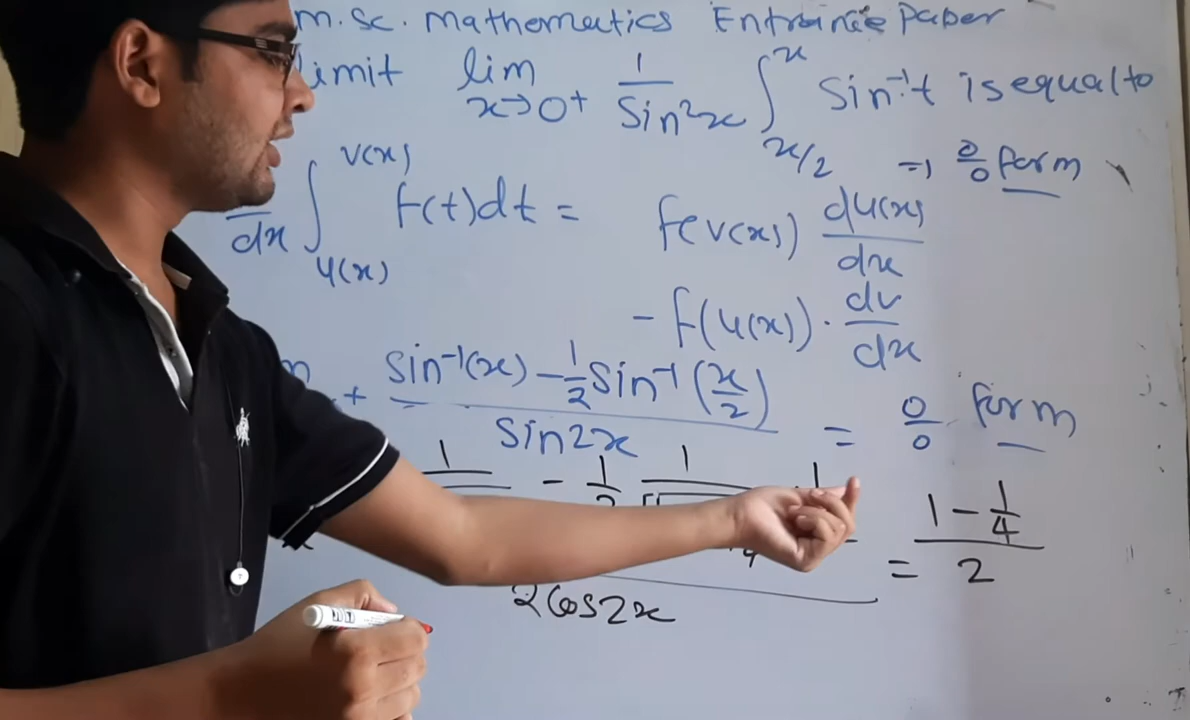 m.sc. mathematics Entrance paper
limit lim x→0+ 1/Sin²x ∫_{x/2}^{x} Sin⁻¹t is equal to
=) 0/0 form
/dx ∫_{u(x)}^{v(x)} f(t)dt = f(v(x)) du(x)/dx
- f(u(x)) · dv/dx
+ (sin⁻¹(x) - 1/2 sin⁻¹(x/2)) / sin2x = 0/0 form
1 - 1/2 1 1 / 2Cos2x = (1 - 1/4) / 2